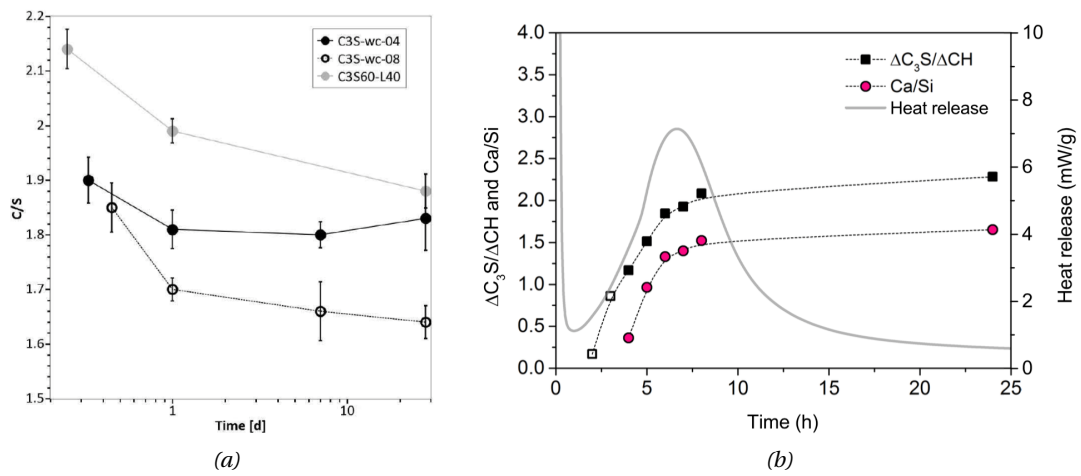 2.2
2.1
2
1.9
1.8
1.7
1.6
1.5
C/S
1
10
Time [d]
C3S-wc-04
C3S-wc-08
C3S60-L40
(a)
4.0
3.5
3.0
2.5
2.0
1.5
1.0
0.5
0.0
ΔC₃S/ΔCH and Ca/Si
ΔC₃S/ΔCH
Ca/Si
Heat release
10
8
6
4
2
0
Heat release (mW/g)
0 5 10 15 20 25
Time (h)
(b)